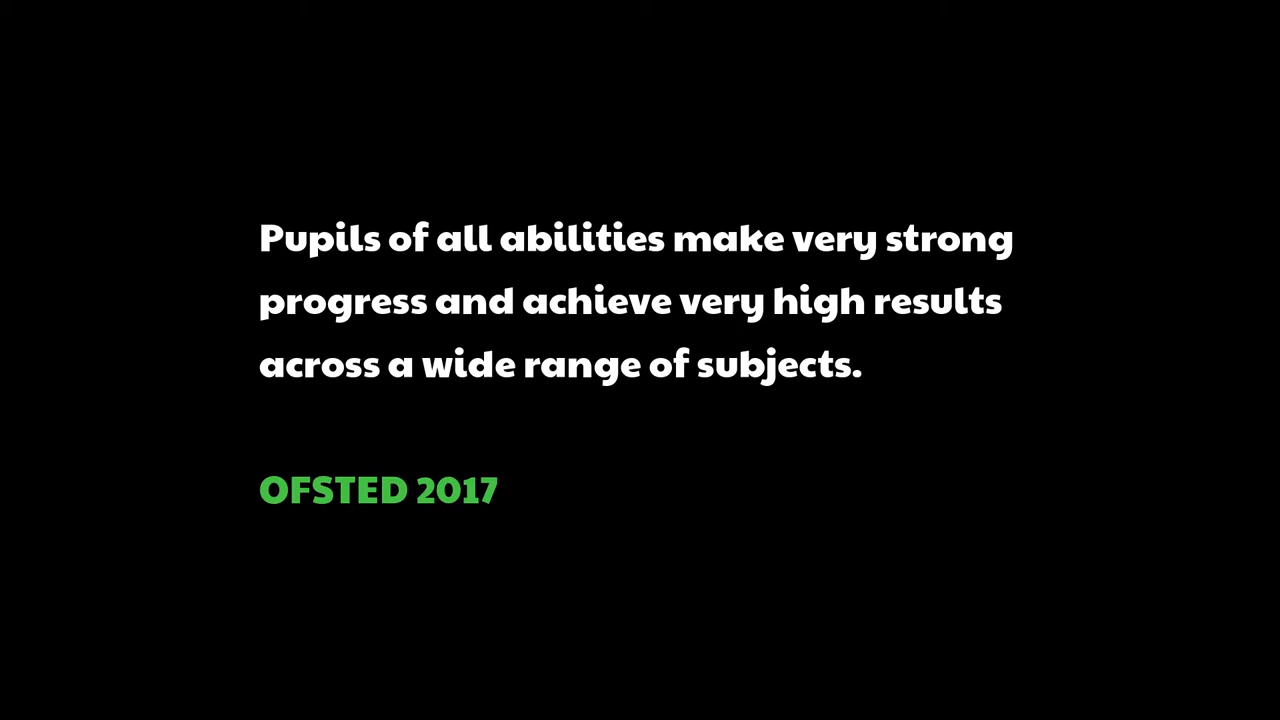 Pupils of all abilities make very strong
progress and achieve very high results
across a wide range of subjects.
OFSTED 2017